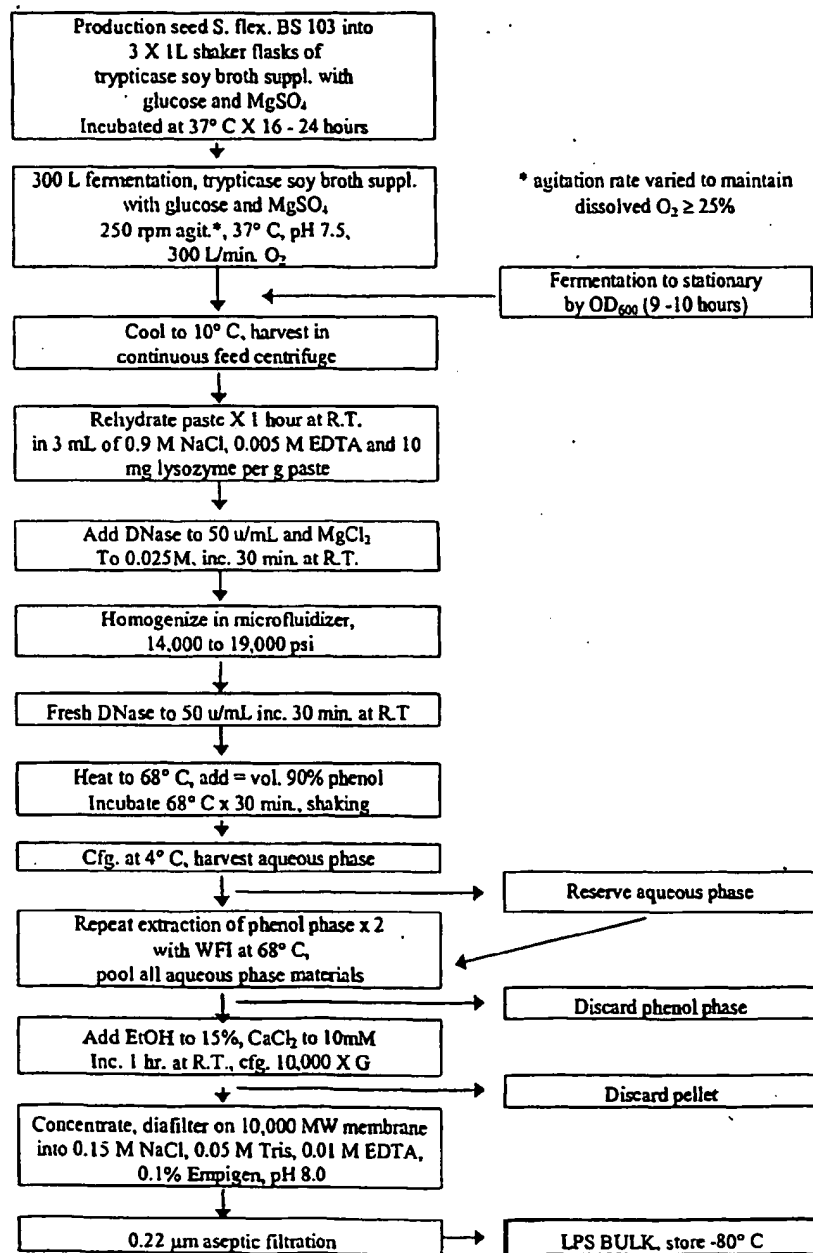 Production seed S. flex. BS 103 into
3 X 1L shaker flasks of
trypticase soy broth suppl. with
glucose and MgSO₄
Incubated at 37° C X 16 - 24 hours
300 L fermentation, trypticase soy broth suppl.
with glucose and MgSO₄
250 rpm agit.*, 37° C, pH 7.5,
300 L/min. O₂
* agitation rate varied to maintain
dissolved O₂ ≥ 25%
Fermentation to stationary
by OD₆₀₀ (9 -10 hours)
Cool to 10° C, harvest in
continuous feed centrifuge
Rehydrate paste X 1 hour at R.T.
in 3 mL of 0.9 M NaCl, 0.005 M EDTA and 10
mg lysozyme per g paste
Add DNase to 50 u/mL and MgCl₂
To 0.025M, inc. 30 min. at R.T.
Homogenize in microfluidizer,
14,000 to 19,000 psi
Fresh DNase to 50 u/mL inc. 30 min. at R.T
Heat to 68° C, add = vol. 90% phenol
Incubate 68° C x 30 min., shaking
Cfg. at 4° C, harvest aqueous phase
Reserve aqueous phase
Repeat extraction of phenol phase x 2
with WFI at 68° C,
pool all aqueous phase materials
Discard phenol phase
Add EtOH to 15%, CaCl₂ to 10mM
Inc. 1 hr. at R.T., cfg. 10,000 X G
Discard pellet
Concentrate, diafilter on 10,000 MW membrane
into 0.15 M NaCl, 0.05 M Tris, 0.01 M EDTA,
0.1% Empigen, pH 8.0
0.22 µm aseptic filtration
LPS BULK, store -80° C